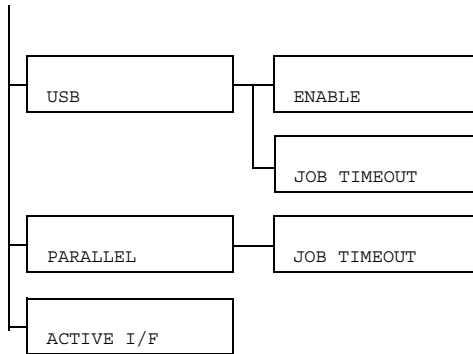 USB
ENABLE
JOB TIMEOUT
PARALLEL
JOB TIMEOUT
ACTIVE I/F